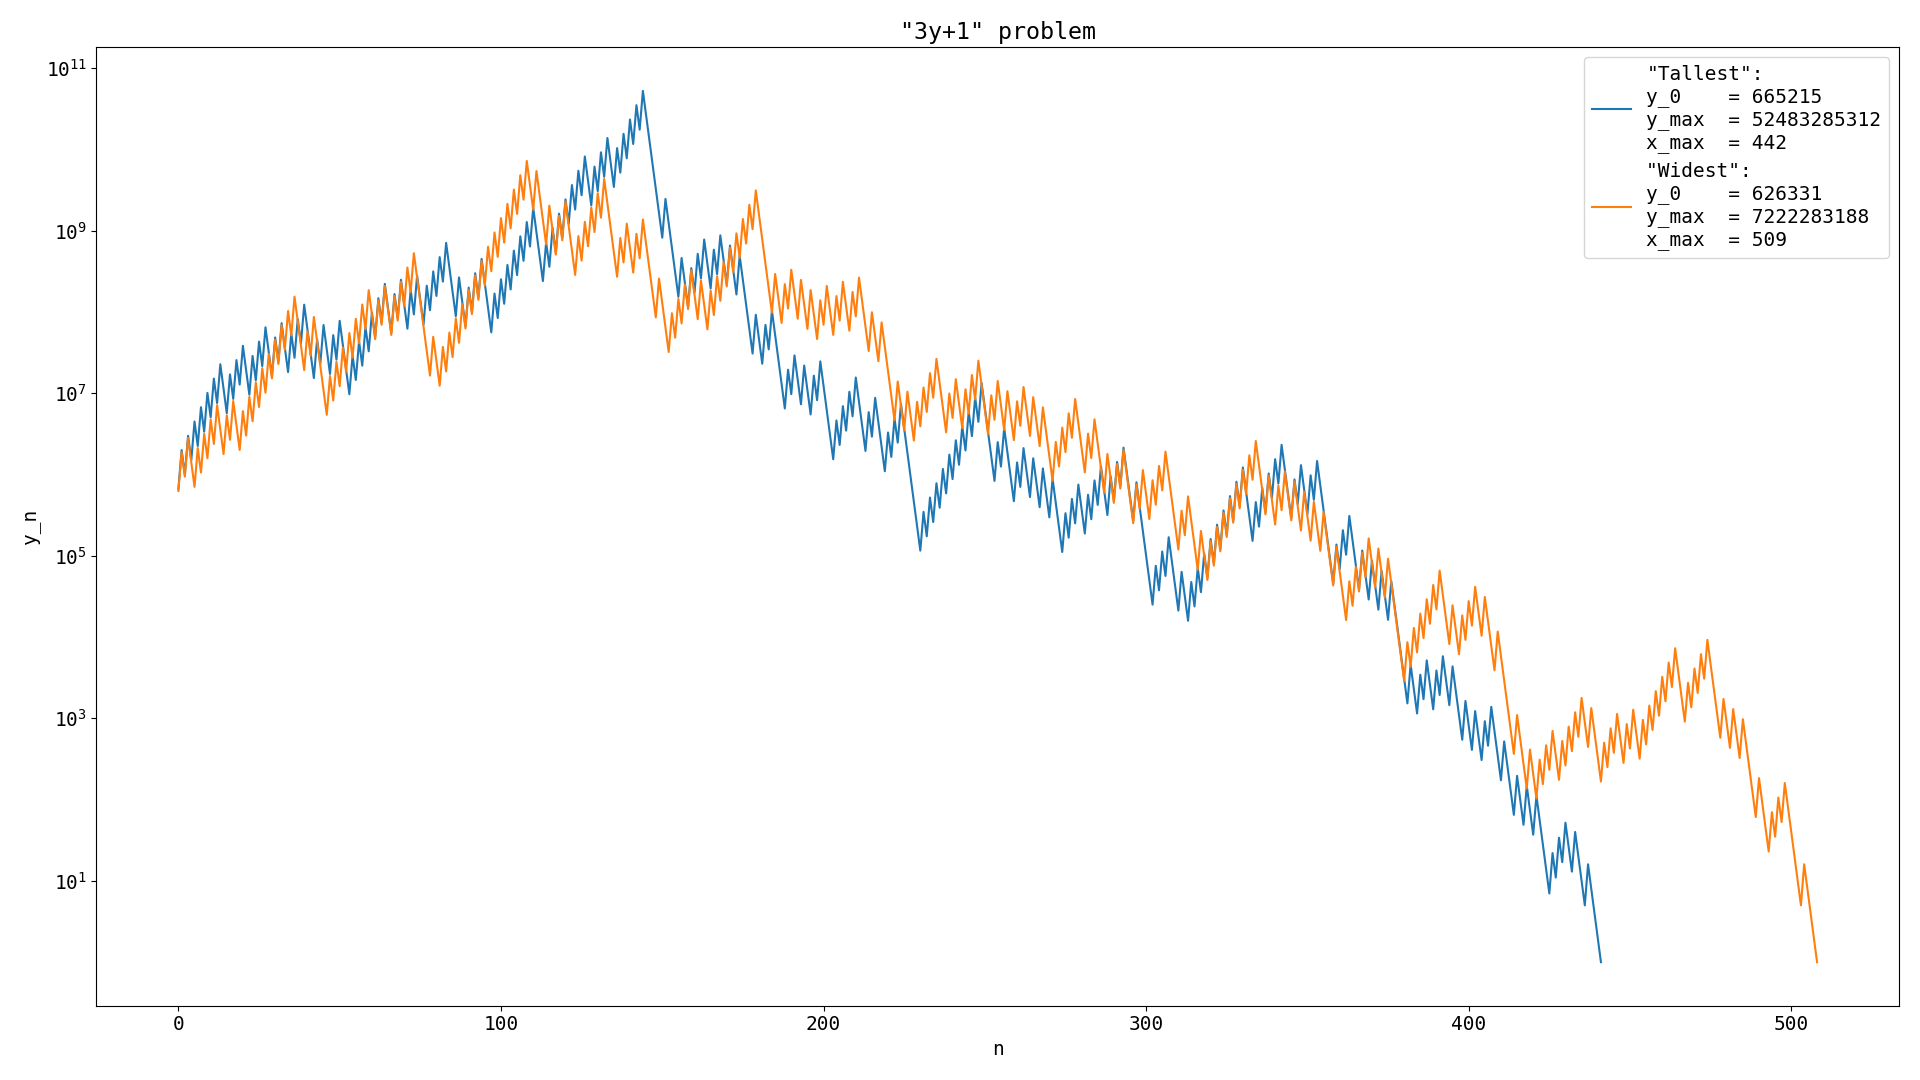 "3y+1" problem
10^11
10^9
10^7
10^5
10^3
10^1
y_n
0 100 200 300 400 500
n
"Tallest":
y_0    = 665215
y_max  = 52483285312
x_max  = 442
"Widest":
y_0    = 626331
y_max  = 7222283188
x_max  = 509